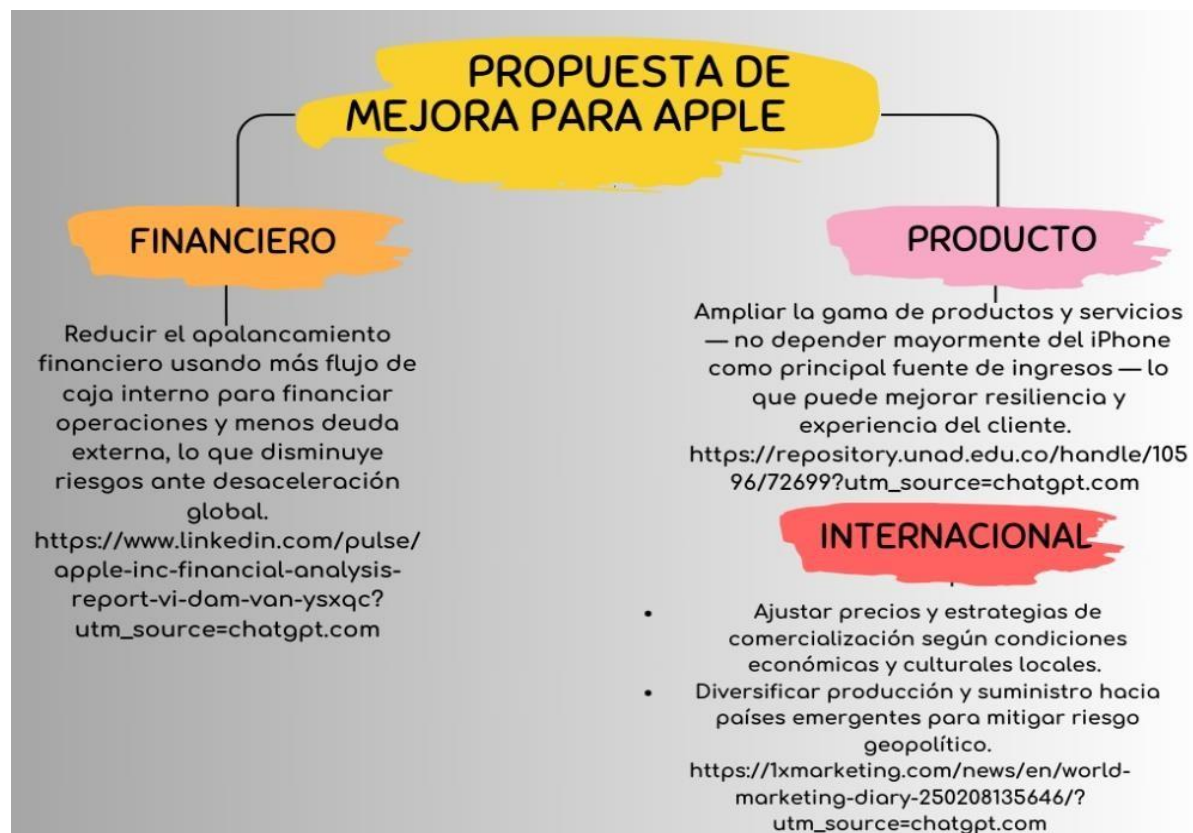 PROPUESTA DE
MEJORA PARA APPLE
FINANCIERO
Reducir el apalancamiento
financiero usando más flujo de
caja interno para financiar
operaciones y menos deuda
externa, lo que disminuye
riesgos ante desaceleración
global.
https://www.linkedin.com/pulse/
apple-inc-financial-analysis-
report-vi-dam-van-ysxqc?
utm_source=chatgpt.com
PRODUCTO
Ampliar la gama de productos y servicios
— no depender mayormente del iPhone
como principal fuente de ingresos — lo
que puede mejorar resiliencia y
experiencia del cliente.
https://repository.unad.edu.co/handle/105
96/72699?utm_source=chatgpt.com
INTERNACIONAL
• Ajustar precios y estrategias de
comercialización según condiciones
económicas y culturales locales.
• Diversificar producción y suministro hacia
países emergentes para mitigar riesgo
geopolítico.
https://1xmarketing.com/news/en/world-
marketing-diary-250208135646/?
utm_source=chatgpt.com